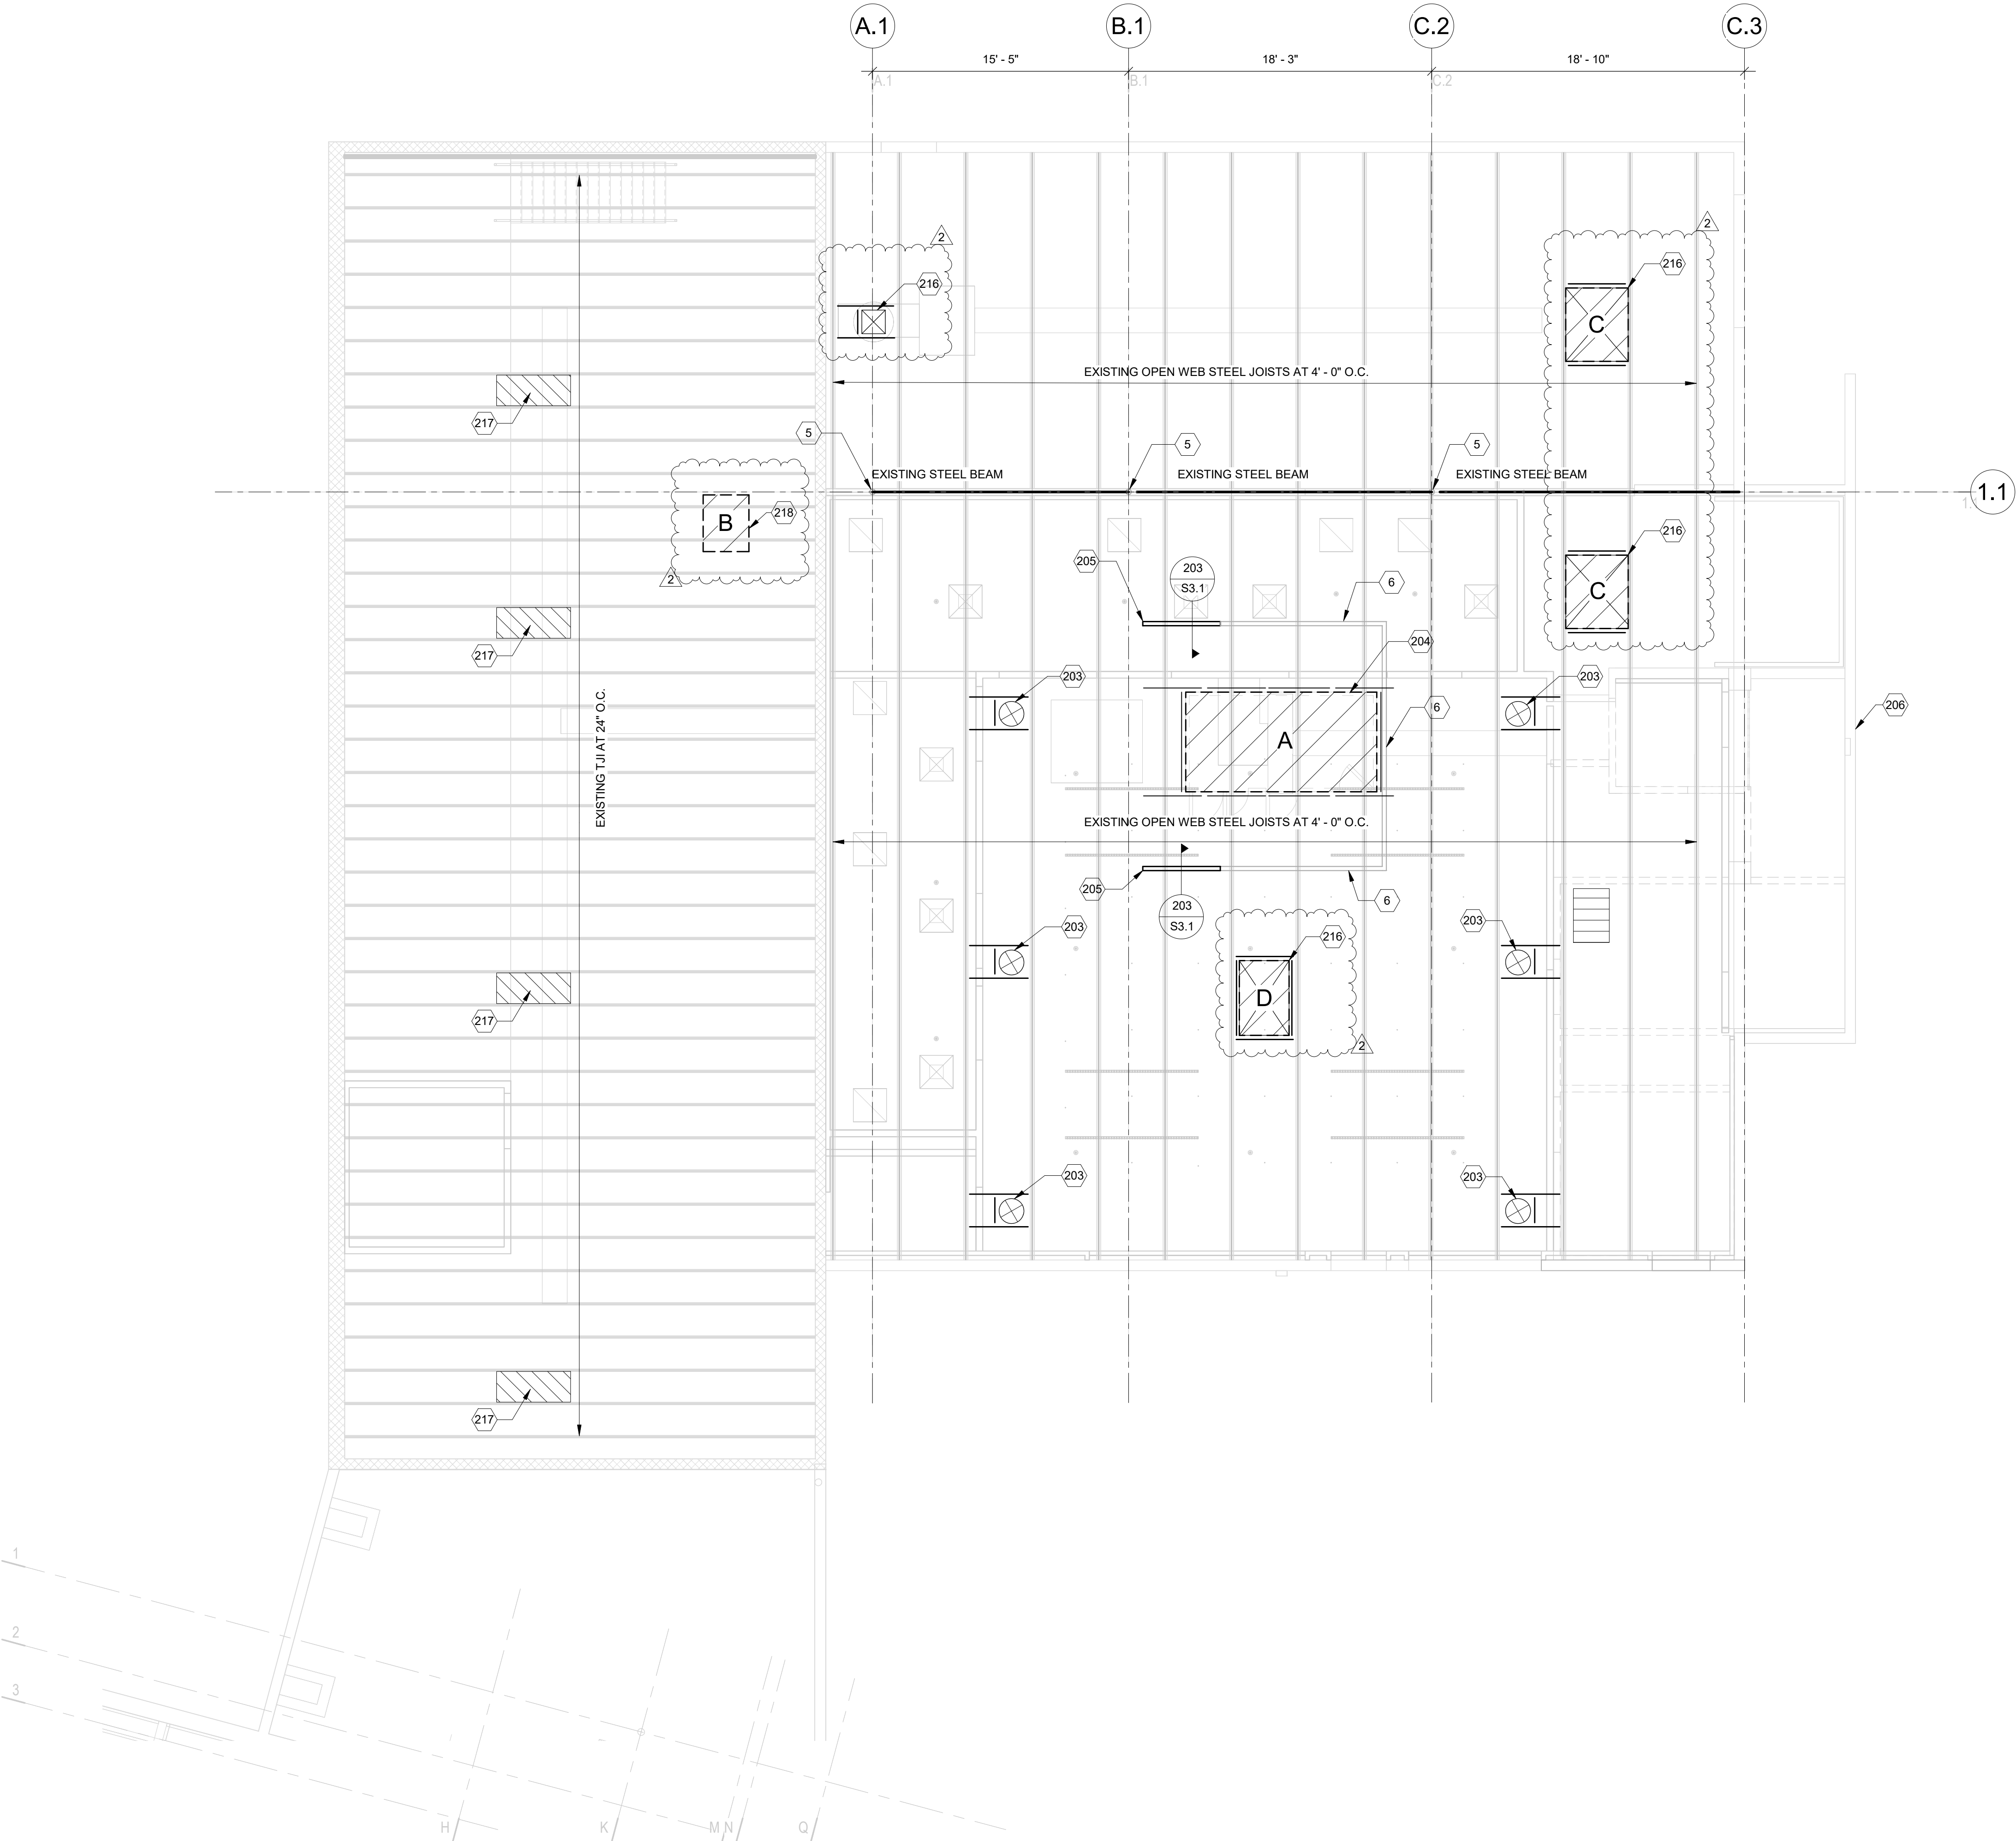 A.1
B.1
C.2
C.3
15' - 5"
18' - 3"
18' - 10"
A.1
B.1
C.2
2
2
216
216
C
EXISTING OPEN WEB STEEL JOISTS AT 4' - 0" O.C.
217
5
5
5
EXISTING STEEL BEAM
EXISTING STEEL BEAM
EXISTING STEEL BEAM
1.1
B
218
216
2
205
203
S3.1
6
C
204
217
203
203
EXISTING TJI AT 24" O.C.
6
206
A
EXISTING OPEN WEB STEEL JOISTS AT 4' - 0" O.C.
205
6
203
S3.1
203
203
216
D
217
2
203
203
217
1
2
3
H
K
M
N
Q